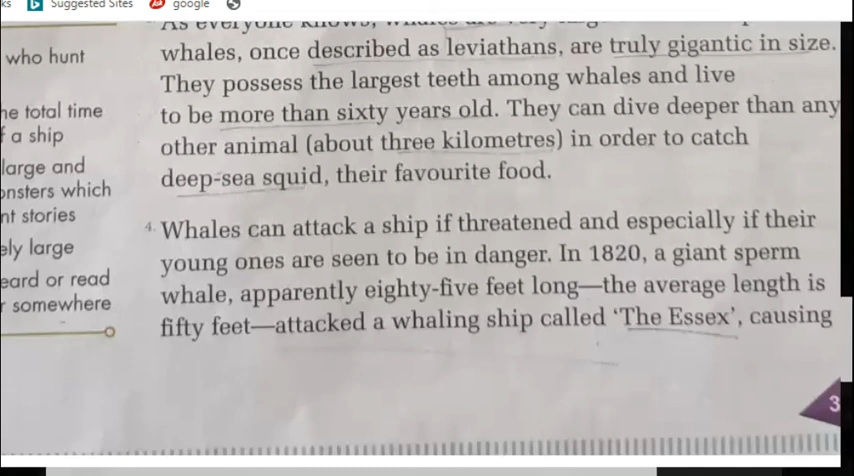 ks Suggested Sites Ask google
As everyone knows, whales are very
who hunt
he total time
f a ship
large and
onsters which
nt stories
ely large
eard or read
r somewhere
whales, once described as leviathans, are truly gigantic in size.
They possess the largest teeth among whales and live
to be more than sixty years old. They can dive deeper than any
other animal (about three kilometres) in order to catch
deep-sea squid, their favourite food.
4. Whales can attack a ship if threatened and especially if their
young ones are seen to be in danger. In 1820, a giant sperm
whale, apparently eighty-five feet long—the average length is
fifty feet—attacked a whaling ship called ‘The Essex’, causing
3